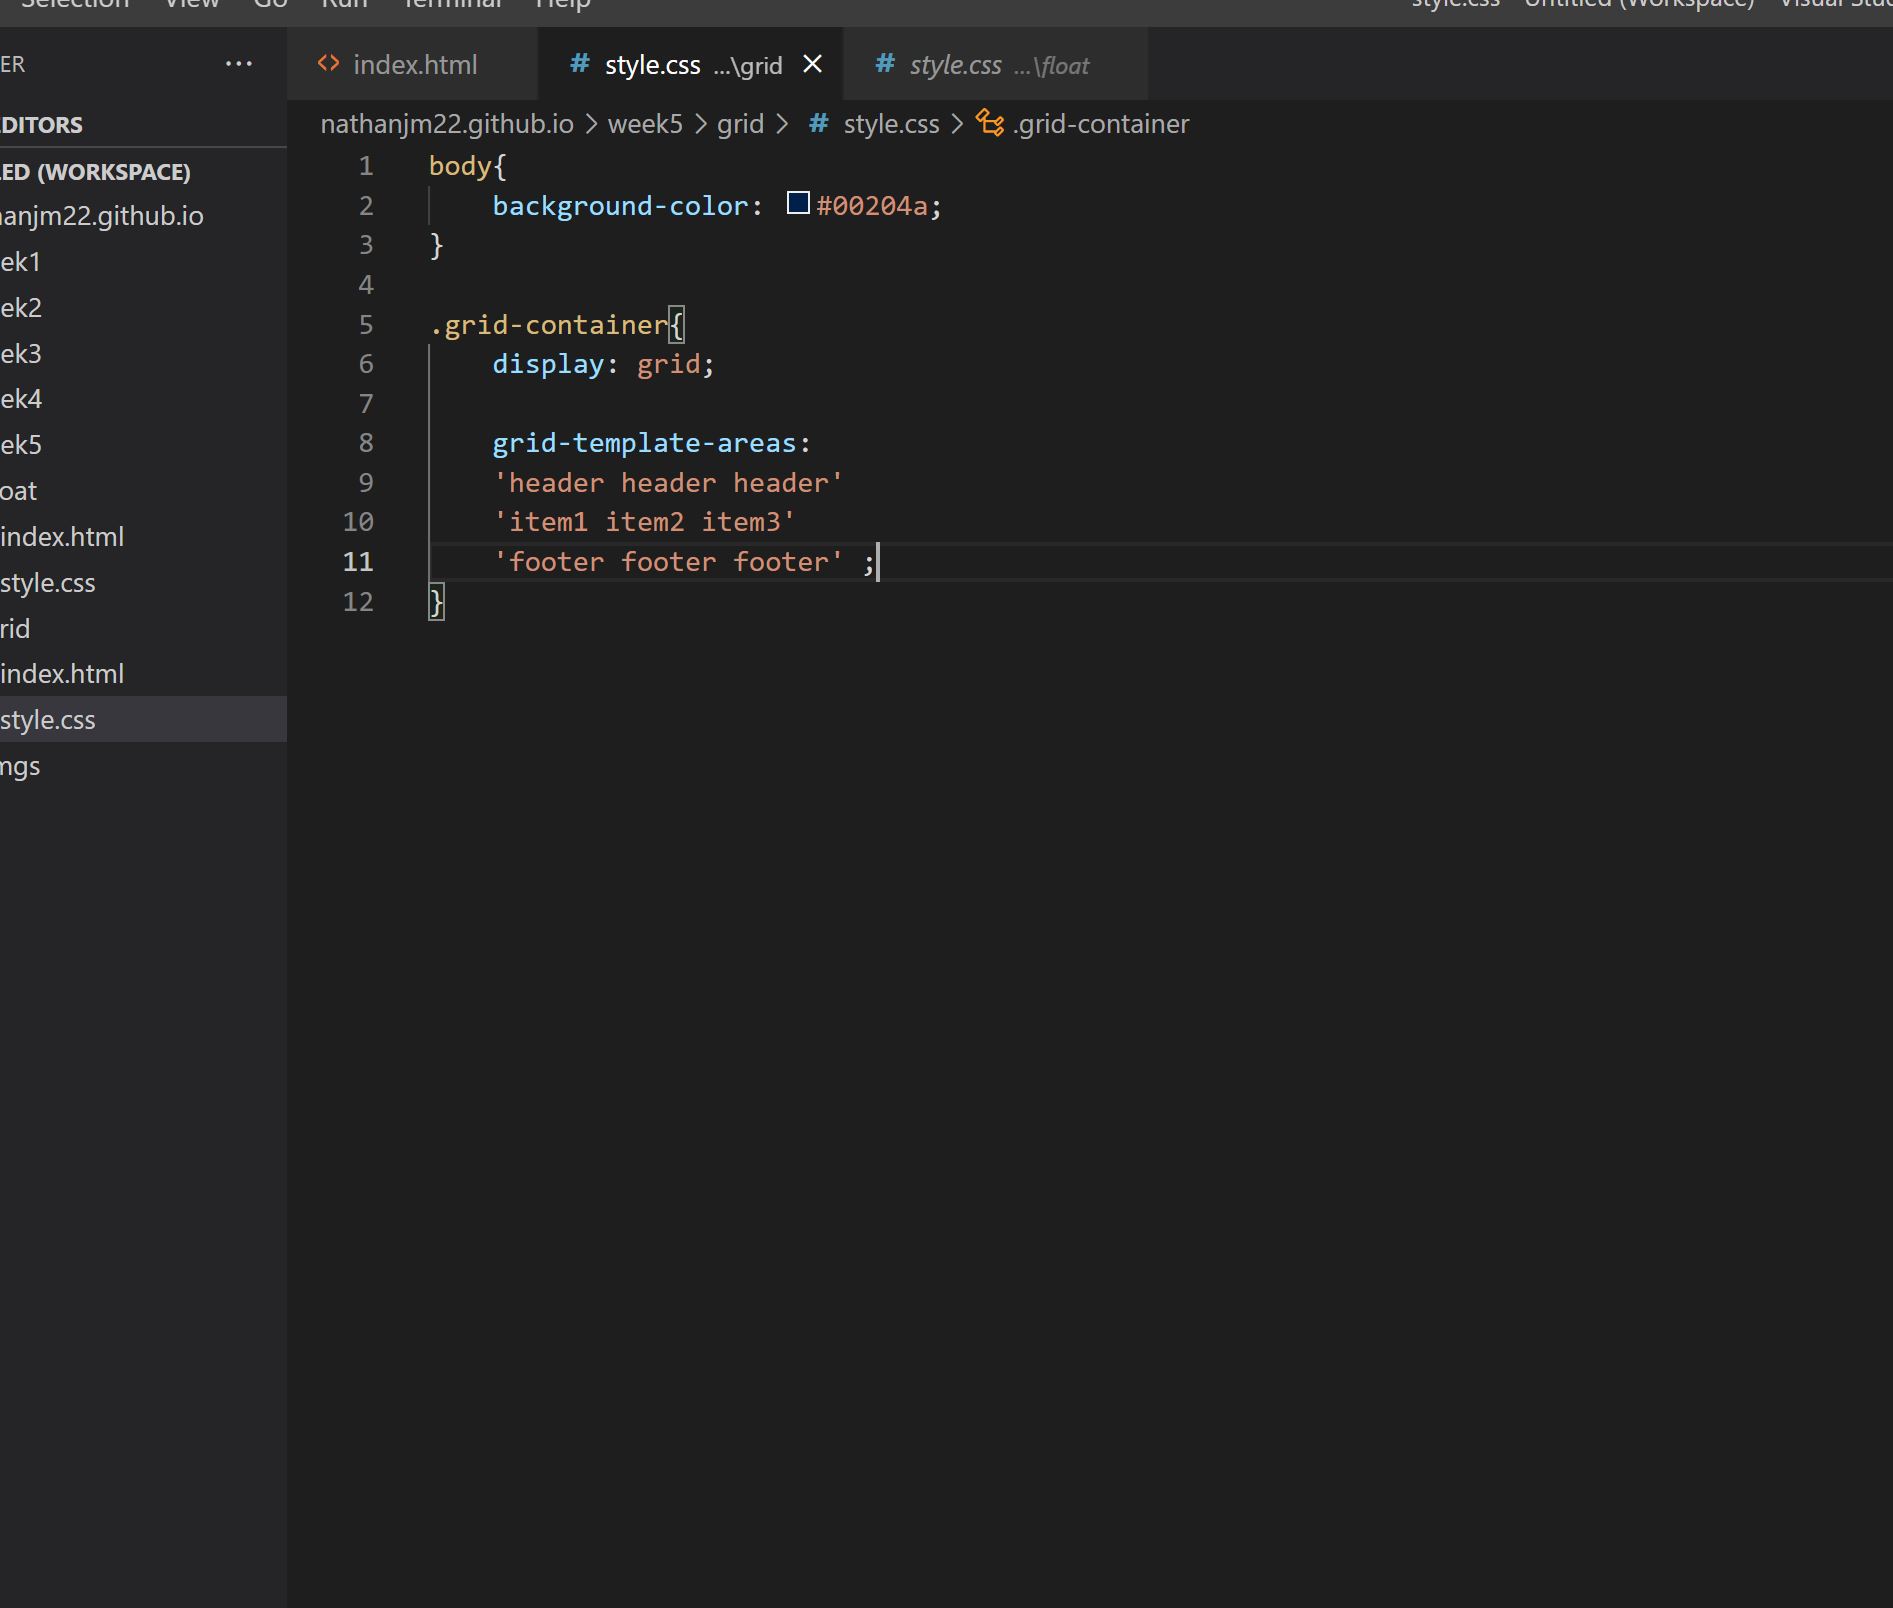 Selection View Go Run Terminal Help style.css - Untitled (Workspace) - Visual
ER ...
index.html
# style.css ...\grid ×
# style.css ...\float
nathanjm22.github.io > week5 > grid > # style.css > .grid-container
EDITORS
LED (WORKSPACE)
hanjm22.github.io
ek1
ek2
ek3
ek4
ek5
oat
index.html
style.css
rid
index.html
style.css
mgs
1 body{
2 background-color: #00204a;
3 }
4
5 .grid-container{
6 display: grid;
7
8 grid-template-areas:
9 'header header header'
10 'item1 item2 item3'
11 'footer footer footer' ;
12 }